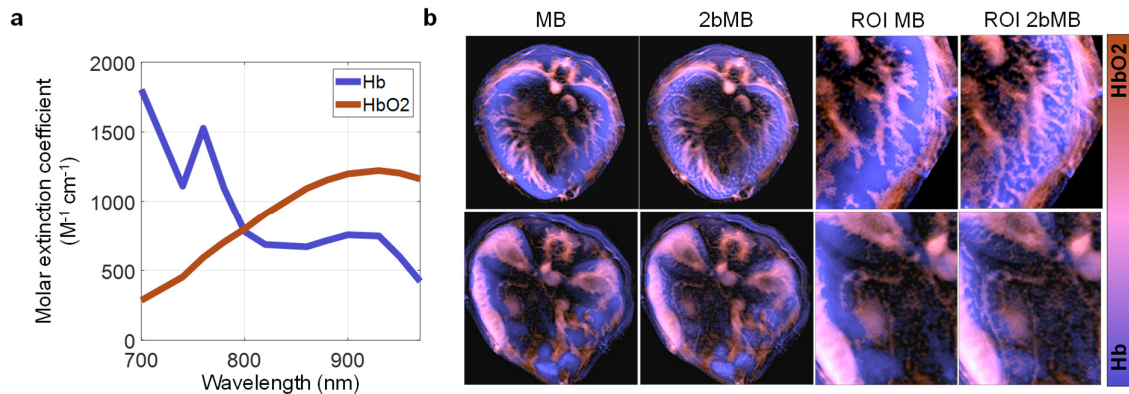 a
2000
1500
1000
500
0
Molar extinction coefficient
(M⁻¹ cm⁻¹)
Hb
HbO2
700
800
900
Wavelength (nm)
b
MB
2bMB
ROI MB
ROI 2bMB
HbO2
Hb